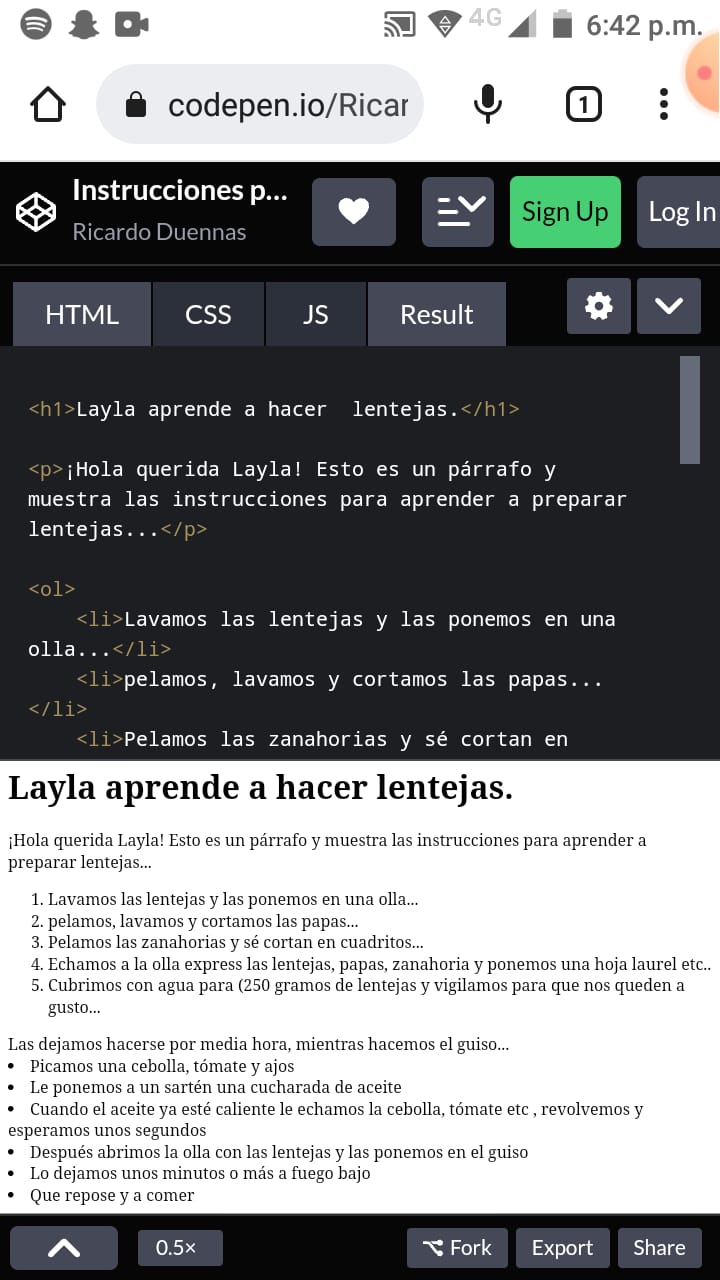 4G 6:42 p.m.
codepen.io/Ricar
1
Instrucciones p...
Ricardo Duennas
Sign Up
Log In
HTML CSS JS Result
<h1>Layla aprende a hacer  lentejas.</h1>
<p>¡Hola querida Layla! Esto es un párrafo y
muestra las instrucciones para aprender a preparar
lentejas...</p>
<ol>
<li>Lavamos las lentejas y las ponemos en una
olla...</li>
<li>pelamos, lavamos y cortamos las papas...
</li>
<li>Pelamos las zanahorias y sé cortan en
Layla aprende a hacer lentejas.
¡Hola querida Layla! Esto es un párrafo y muestra las instrucciones para aprender a
preparar lentejas...
1. Lavamos las lentejas y las ponemos en una olla...
2. pelamos, lavamos y cortamos las papas...
3. Pelamos las zanahorias y sé cortan en cuadritos...
4. Echamos a la olla express las lentejas, papas, zanahoria y ponemos una hoja laurel etc..
5. Cubrimos con agua para (250 gramos de lentejas y vigilamos para que nos queden a
gusto...
Las dejamos hacerse por media hora, mientras hacemos el guiso...
• Picamos una cebolla, tómate y ajos
• Le ponemos a un sartén una cucharada de aceite
• Cuando el aceite ya esté caliente le echamos la cebolla, tómate etc , revolvemos y
esperamos unos segundos
• Después abrimos la olla con las lentejas y las ponemos en el guiso
• Lo dejamos unos minutos o más a fuego bajo
• Que repose y a comer
0.5× Fork Export Share